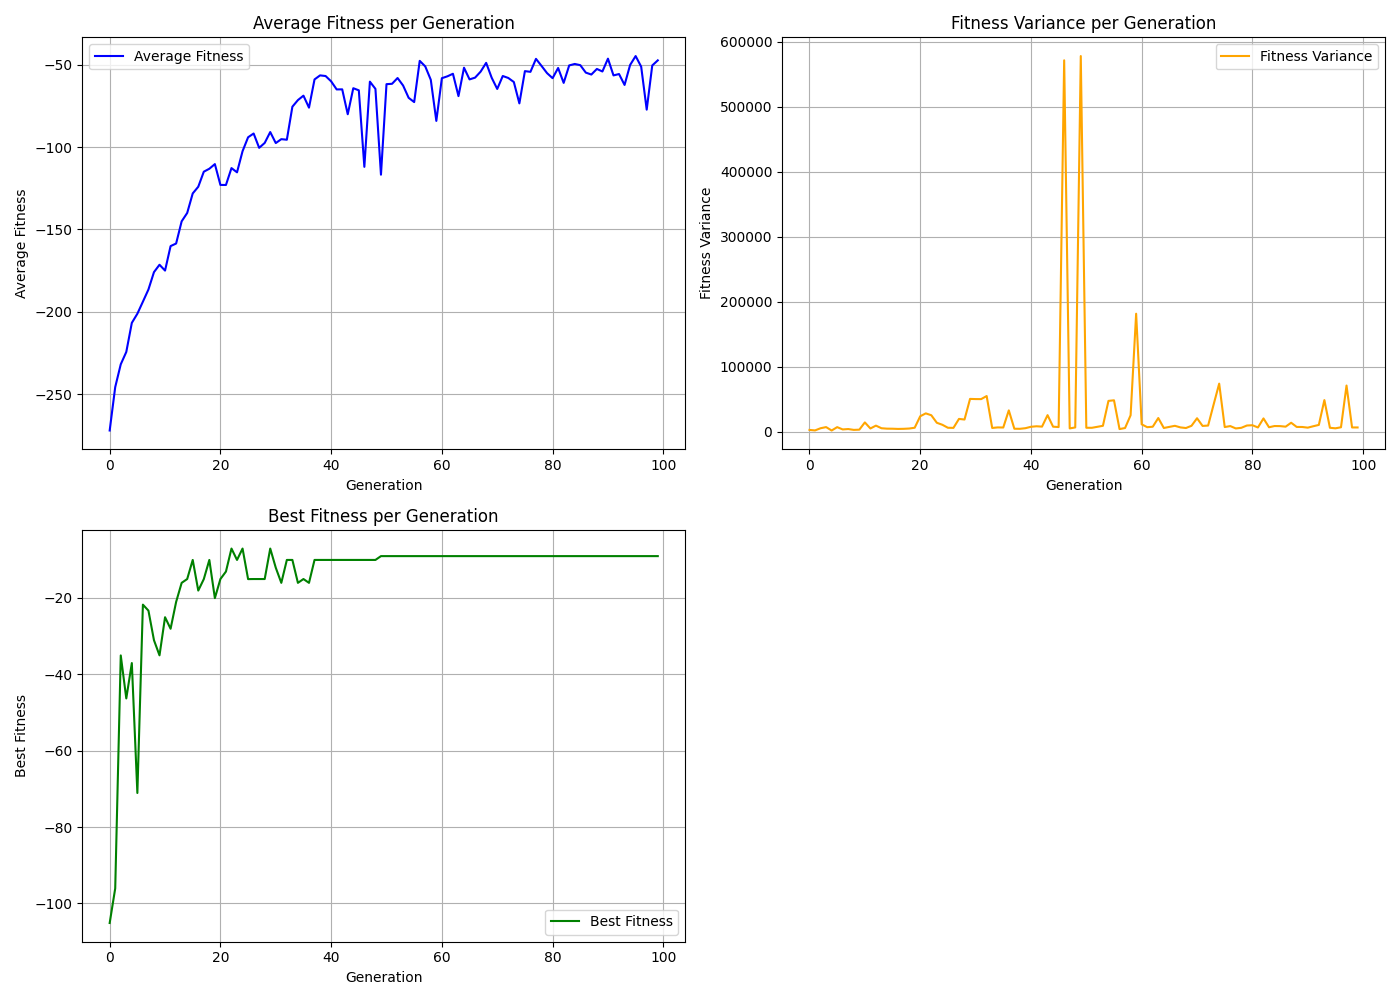 Average Fitness per Generation
Average Fitness
−50
−100
−150
−200
−250
Average Fitness
0 20 40 60 80 100
Generation
Fitness Variance per Generation
Fitness Variance
600000
500000
400000
300000
200000
100000
0
Fitness Variance
0 20 40 60 80 100
Generation
Best Fitness per Generation
−20
−40
−60
−80
−100
Best Fitness
Best Fitness
0 20 40 60 80 100
Generation